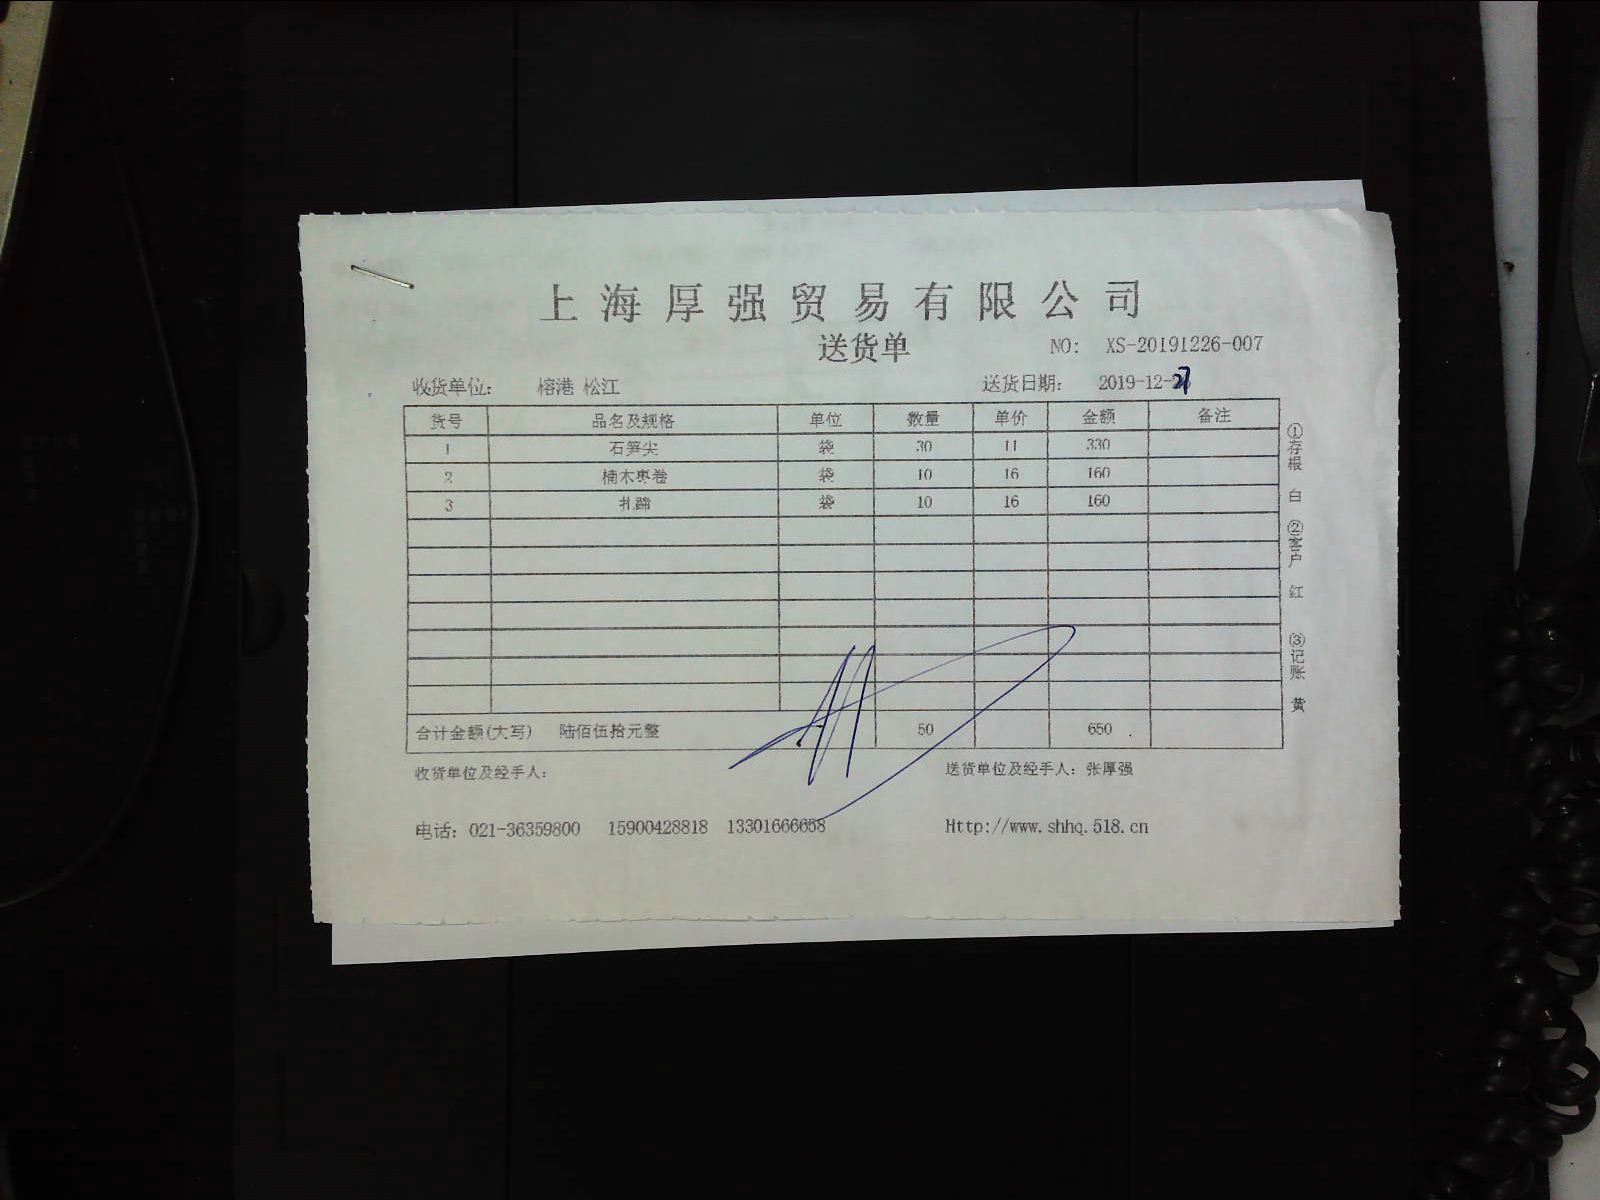 上海厚强贸易有限公司
送货单 NO: XS-20191226-007
收货单位: 榕港 松江 送货日期: 2019-12-27
货号 品名及规格 单位 数量 单价 金额 备注
1 石笋尖 袋 30 11 330
2 楠木枣卷 袋 10 16 160
3 扎蹄 袋 10 16 160
合计金额(大写) 陆佰伍拾元整 50 650
收货单位及经手人: 送货单位及经手人: 张厚强
电话: 021-36359800 15900428818 13301666658 Http://www.shhq.518.cn
①存根 白 ②客户 红 ③记账 黄